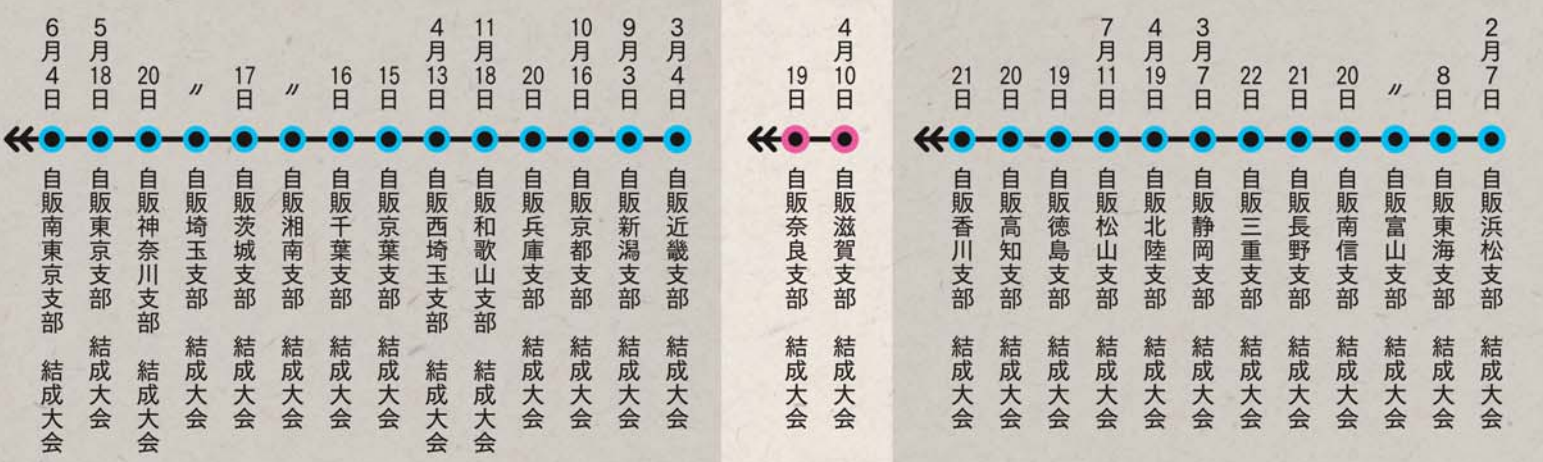 2月7日 自販浜松支部 結成大会
8日 自販東海支部 結成大会
〃 自販富山支部 結成大会
20日 自販南信支部 結成大会
21日 自販長野支部 結成大会
22日 自販三重支部 結成大会
3月7日 自販静岡支部 結成大会
4月19日 自販北陸支部 結成大会
7月11日 自販松山支部 結成大会
19日 自販徳島支部 結成大会
20日 自販高知支部 結成大会
21日 自販香川支部 結成大会
4月10日 自販滋賀支部 結成大会
19日 自販奈良支部 結成大会
3月4日 自販近畿支部 結成大会
9月3日 自販新潟支部 結成大会
10月16日 自販京都支部 結成大会
20日 自販兵庫支部 結成大会
11月18日 自販和歌山支部 結成大会
4月13日 自販西埼玉支部 結成大会
15日 自販京葉支部 結成大会
16日 自販千葉支部 結成大会
〃 自販湘南支部 結成大会
17日 自販茨城支部 結成大会
〃 自販埼玉支部 結成大会
20日 自販神奈川支部 結成大会
5月18日 自販東京支部 結成大会
6月4日 自販南東京支部 結成大会